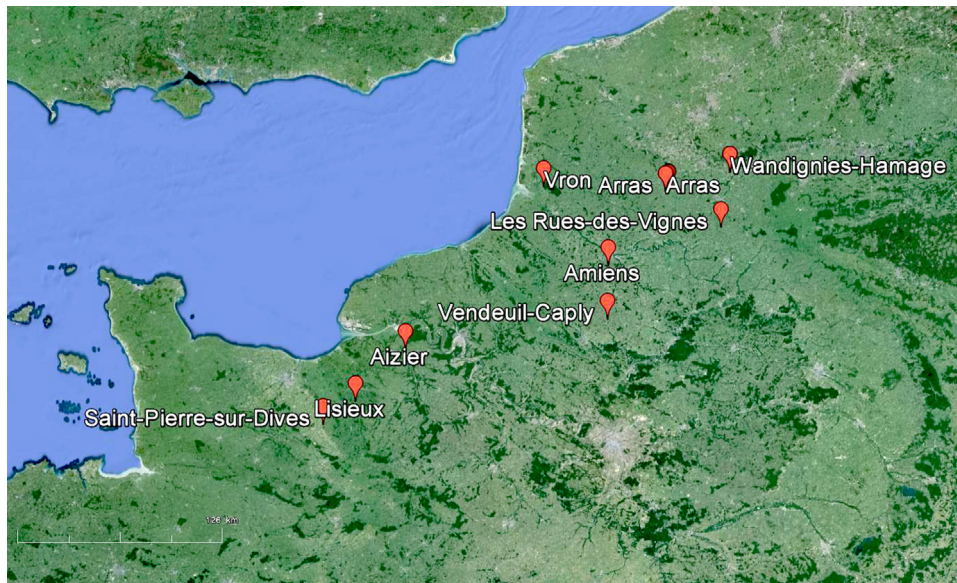 Wandignies-Hamage
Vron
Arras
Arras
Les Rues-des-Vignes
Amiens
Vendeuil-Caply
Aizier
Lisieux
Saint-Pierre-sur-Dives
126 km